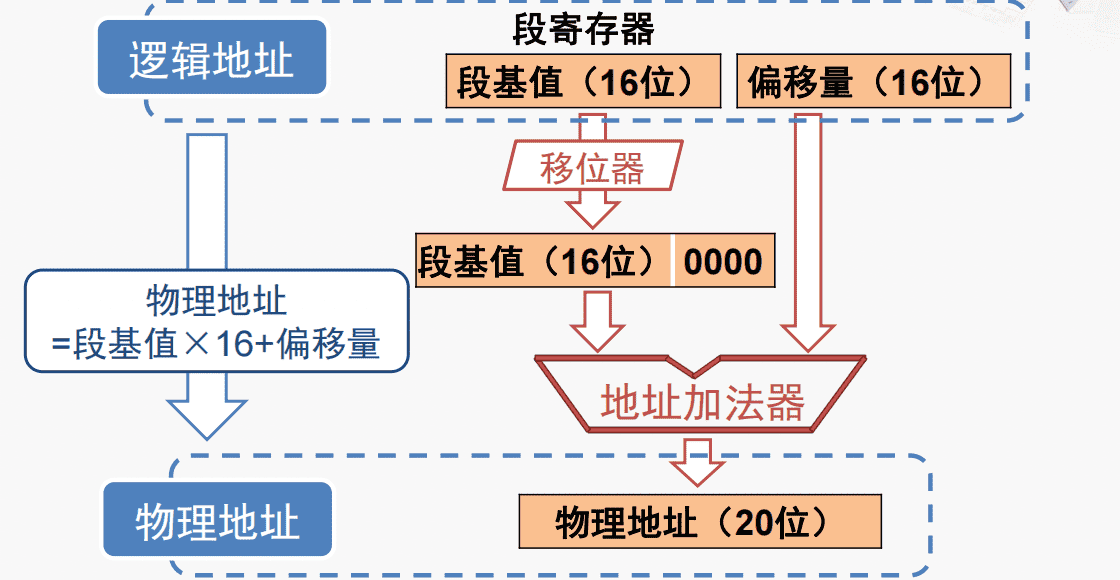 段寄存器
逻辑地址
段基值（16位）
偏移量（16位）
移位器
段基值（16位）
0000
物理地址
=段基值×16+偏移量
地址加法器
物理地址
物理地址（20位）